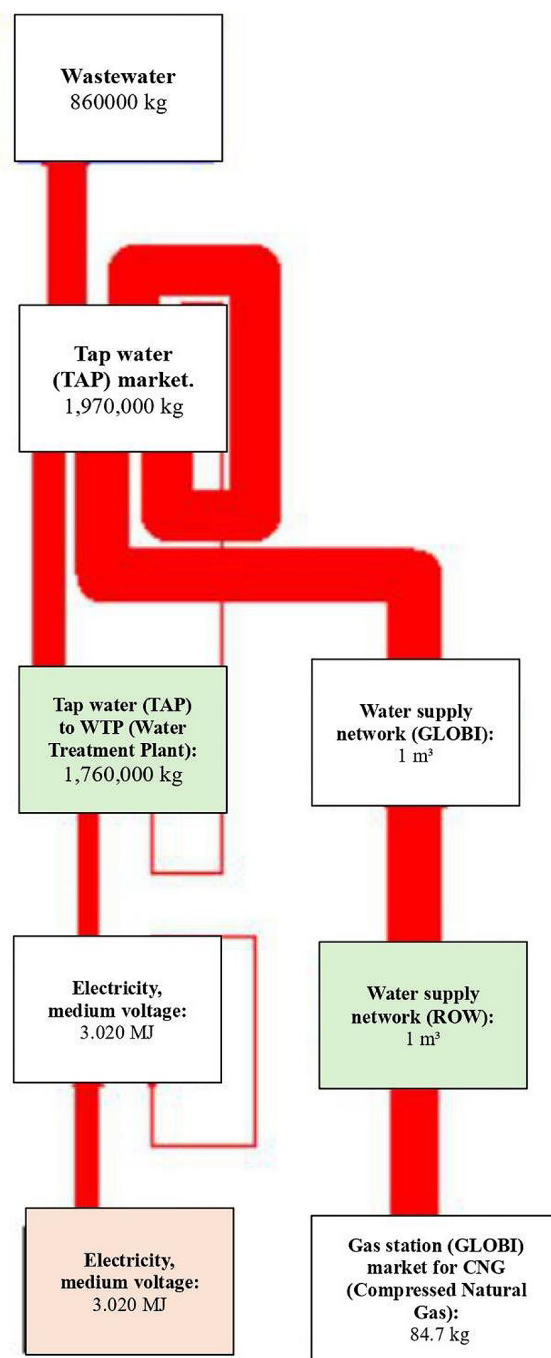 Wastewater
860000 kg
Tap water
(TAP) market.
1,970,000 kg
Tap water (TAP)
to WTP (Water
Treatment Plant):
1,760,000 kg
Water supply
network (GLOBI):
1 m³
Electricity,
medium voltage:
3.020 MJ
Water supply
network (ROW):
1 m³
Electricity,
medium voltage:
3.020 MJ
Gas station (GLOBI)
market for CNG
(Compressed Natural
Gas):
84.7 kg